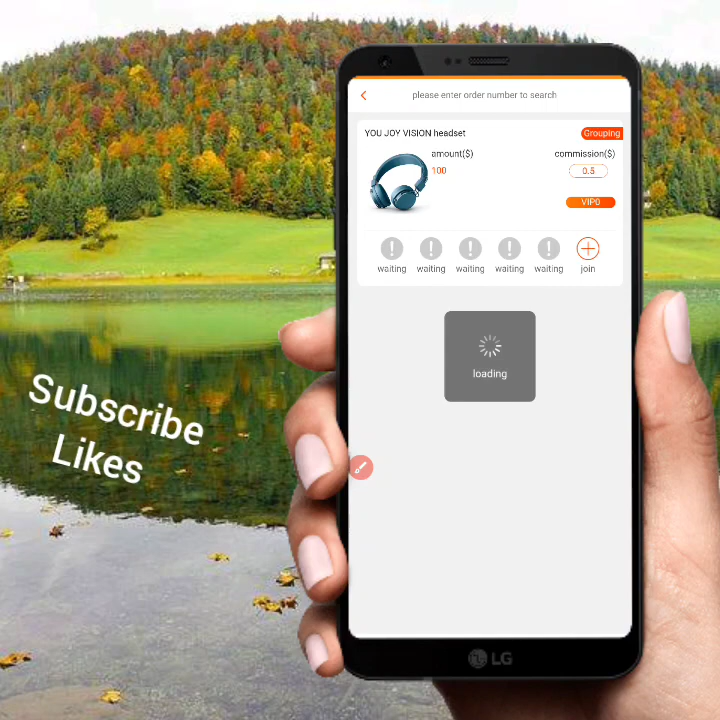 please enter order number to search
YOU JOY VISION headset
Grouping
amount($)
commission($)
100
0.5
VIP0
waiting
waiting
waiting
waiting
waiting
join
loading
Subscribe
Likes
LG